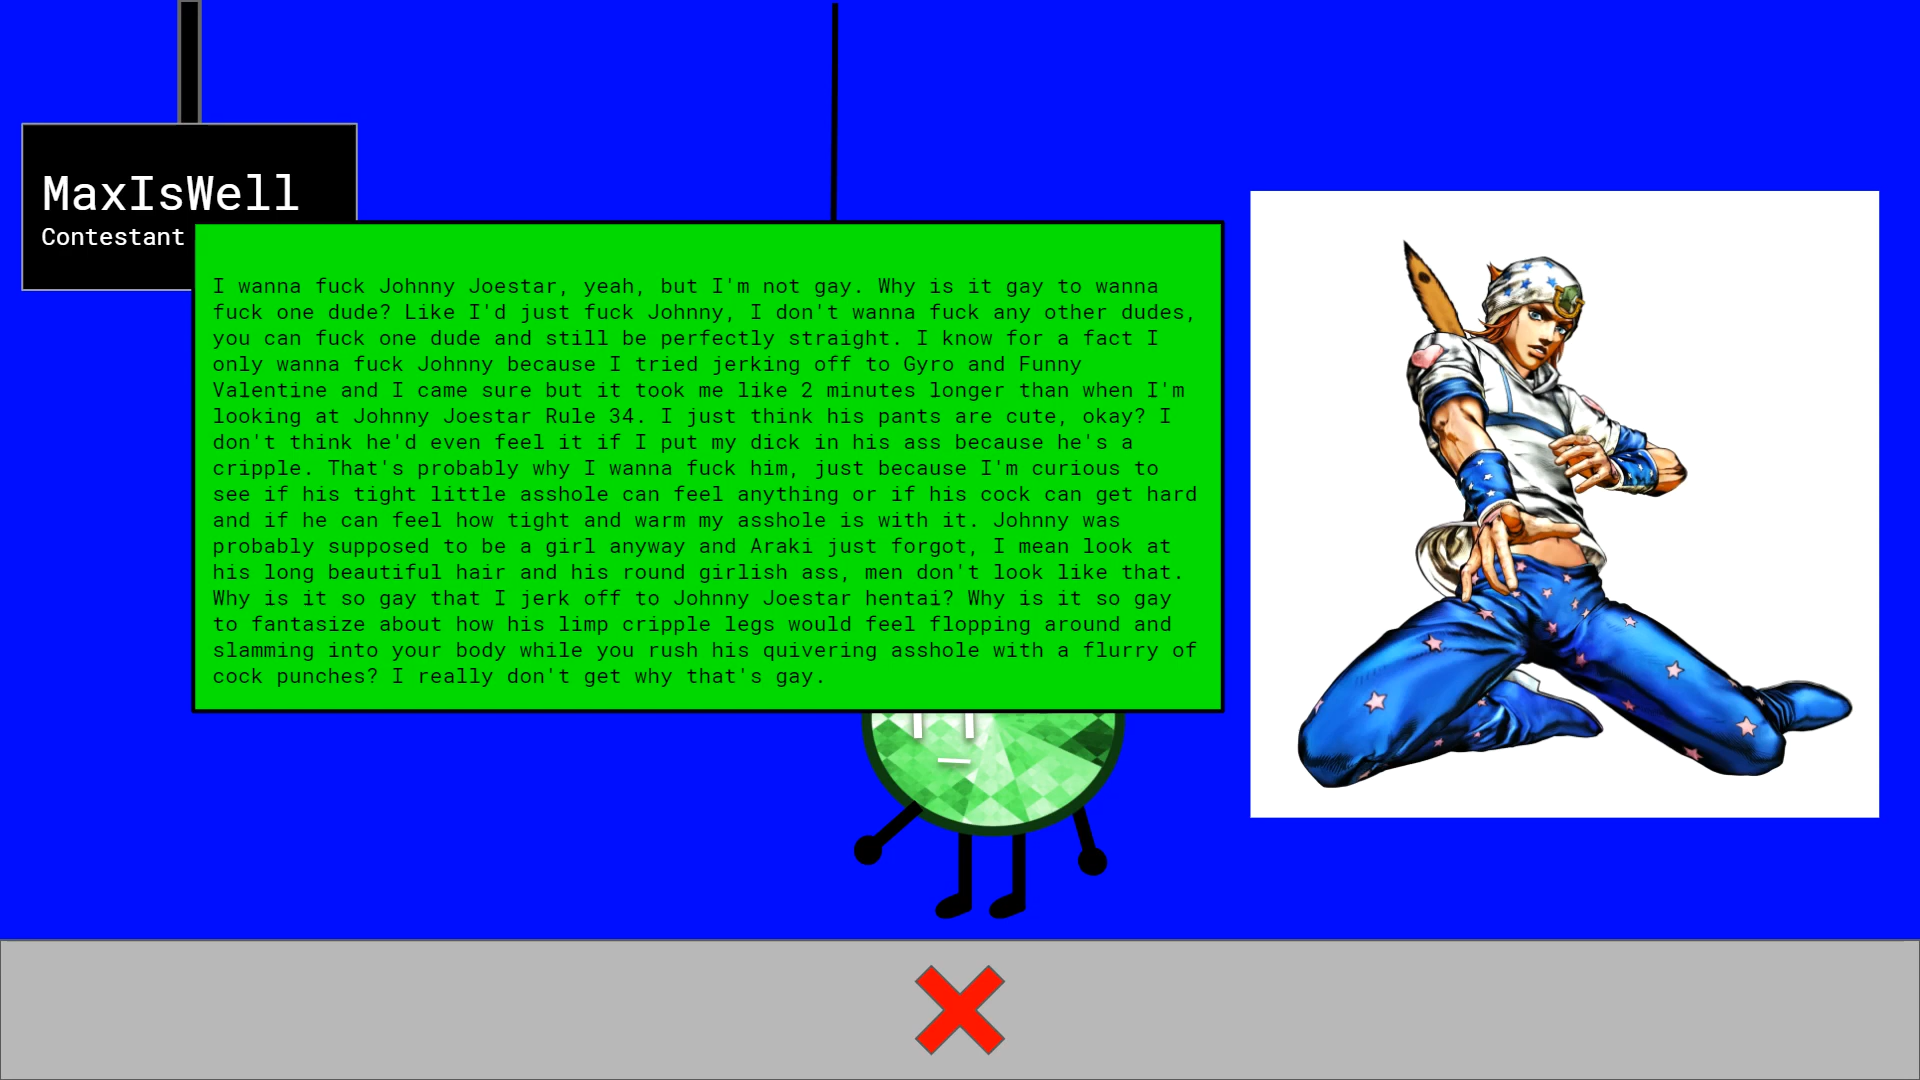 MaxIsWell
Contestant
I wanna fuck Johnny Joestar, yeah, but I'm not gay. Why is it gay to wanna
fuck one dude? Like I'd just fuck Johnny, I don't wanna fuck any other dudes,
you can fuck one dude and still be perfectly straight. I know for a fact I
only wanna fuck Johnny because I tried jerking off to Gyro and Funny
Valentine and I came sure but it took me like 2 minutes longer than when I'm
looking at Johnny Joestar Rule 34. I just think his pants are cute, okay? I
don't think he'd even feel it if I put my dick in his ass because he's a
cripple. That's probably why I wanna fuck him, just because I'm curious to
see if his tight little asshole can feel anything or if his cock can get hard
and if he can feel how tight and warm my asshole is with it. Johnny was
probably supposed to be a girl anyway and Araki just forgot, I mean look at
his long beautiful hair and his round girlish ass, men don't look like that.
Why is it so gay that I jerk off to Johnny Joestar hentai? Why is it so gay
to fantasize about how his limp cripple legs would feel flopping around and
slamming into your body while you rush his quivering asshole with a flurry of
cock punches? I really don't get why that's gay.